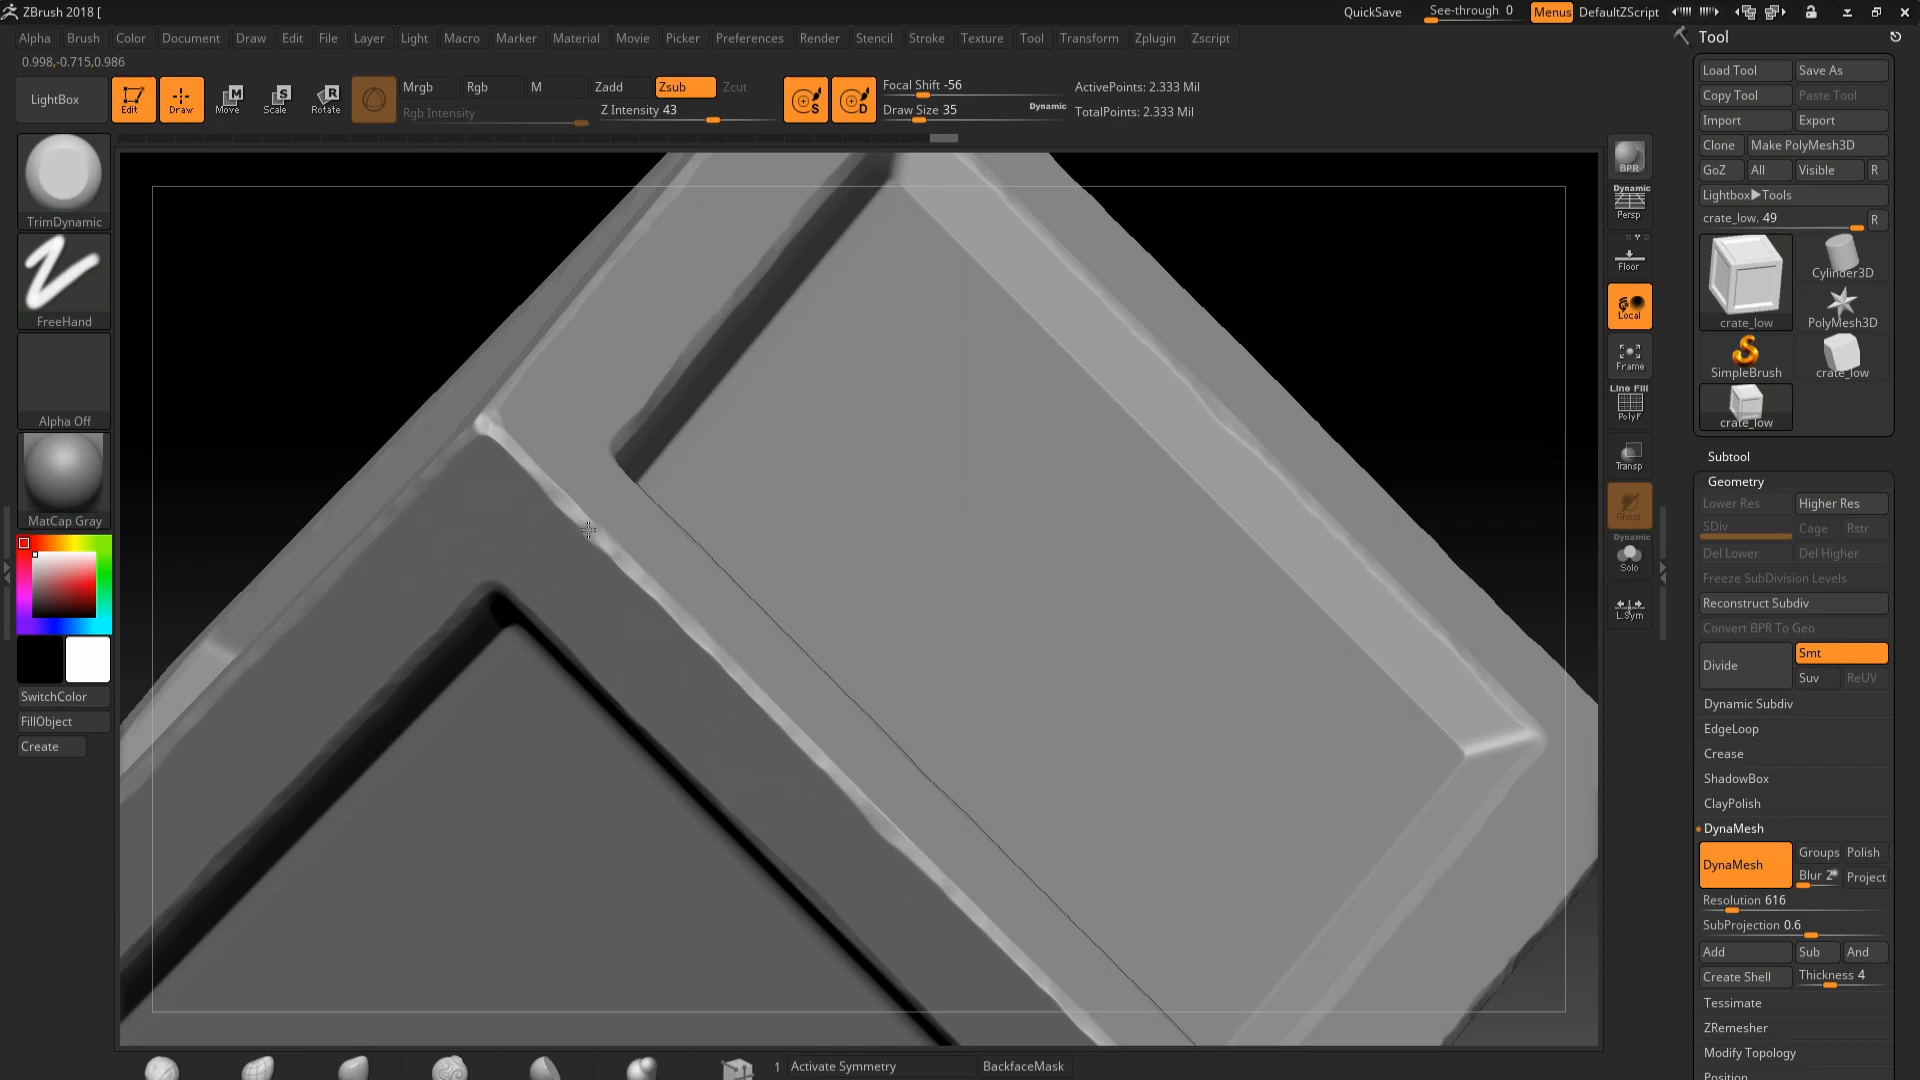 ZBrush 2018 [
QuickSave
See-through 0
Menus
DefaultZScript
Alpha Brush Color Document Draw Edit File Layer Light Macro Marker Material Movie Picker Preferences Render Stencil Stroke Texture Tool Transform Zplugin Zscript
0.998,-0.715,0.986
LightBox
Edit
Draw
Move
Scale
Rotate
Mrgb Rgb M
Rgb Intensity
Zadd Zsub Zcut
Z Intensity 43
Focal Shift -56
Draw Size 35
Dynamic
ActivePoints: 2.333 Mil
TotalPoints: 2.333 Mil
TrimDynamic
FreeHand
Alpha Off
MatCap Gray
SwitchColor
FillObject
Create
BPR
Dynamic
Persp
Floor
Local
Frame
Line Fill
PolyF
Transp
Ghost
Dynamic
Solo
L.Sym
1 Activate Symmetry
BackfaceMask
Tool
Load Tool Save As
Copy Tool Paste Tool
Import Export
Clone Make PolyMesh3D
GoZ All Visible R
Lightbox▶Tools
crate_low. 49 R
crate_low
Cylinder3D
PolyMesh3D
SimpleBrush
crate_low
crate_low
Subtool
Geometry
Lower Res Higher Res
SDiv Cage Rstr
Del Lower Del Higher
Freeze SubDivision Levels
Reconstruct Subdiv
Convert BPR To Geo
Divide
Smt
Suv ReUV
Dynamic Subdiv
EdgeLoop
Crease
ShadowBox
ClayPolish
DynaMesh
DynaMesh
Groups Polish
Blur 2 Project
Resolution 616
SubProjection 0.6
Add Sub And
Create Shell Thickness 4
Tessimate
ZRemesher
Modify Topology
Position